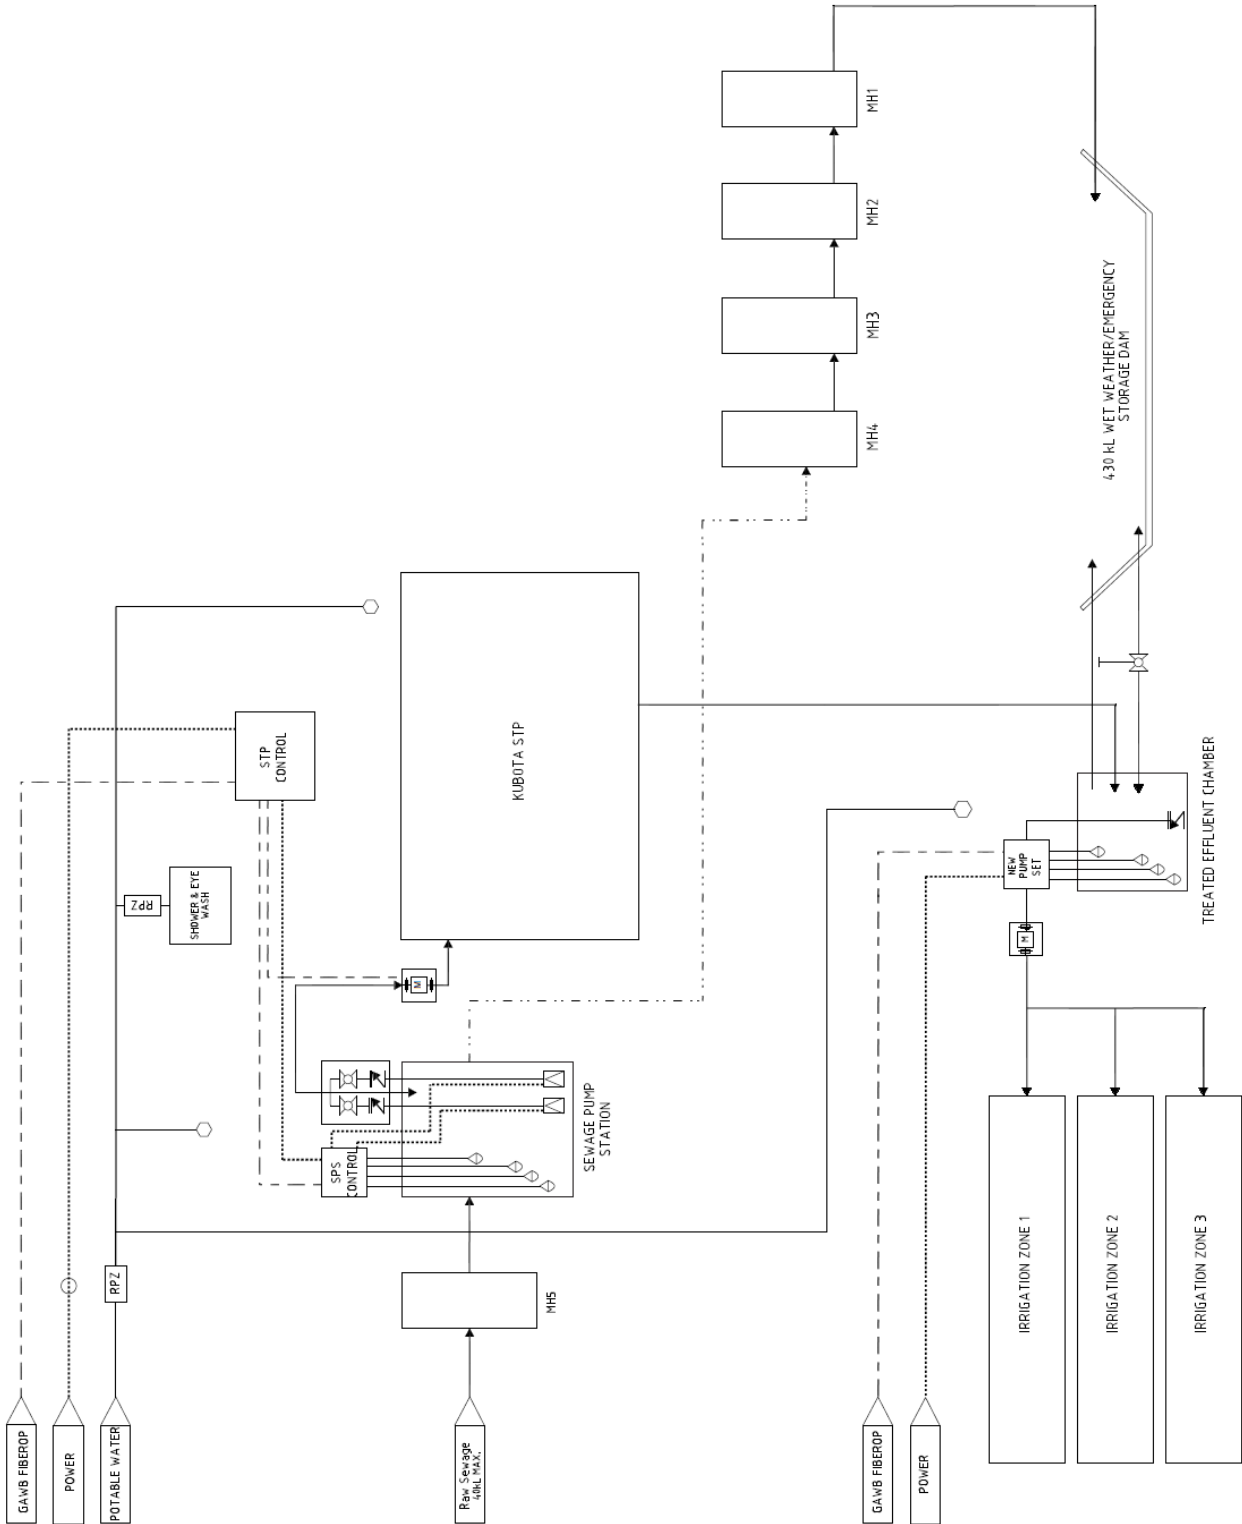 GAWB FIBEROP
POWER
POTABLE WATER
RPZ
RPZ
SHOWER & EYE
WASH
STP
CONTROL
Raw Sewage
40kL MAX.
MH5
SPS
CONTROL
SEWAGE PUMP
STATION
M
KUBOTA STP
MH4
MH3
MH2
MH1
430 kL WET WEATHER/EMERGENCY
STORAGE DAM
GAWB FIBEROP
POWER
NEW
PUMP
SET
M
TREATED EFFLUENT CHAMBER
IRRIGATION ZONE 1
IRRIGATION ZONE 2
IRRIGATION ZONE 3